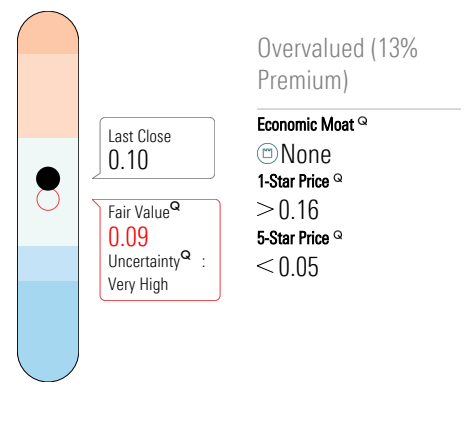 Overvalued (13%
Premium)
Last Close
0.10
Fair Value Q
0.09
Uncertainty Q :
Very High
Economic Moat Q
None
1-Star Price Q
>0.16
5-Star Price Q
<0.05